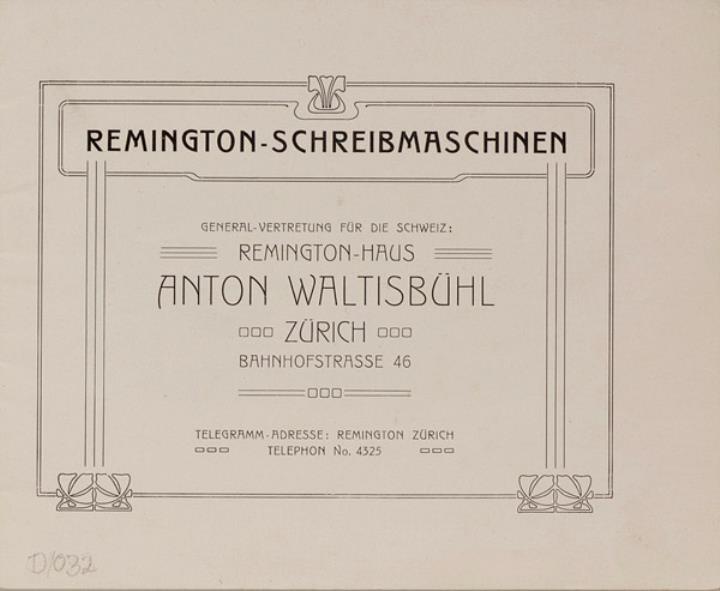 REMINGTON-SCHREIBMASCHINEN
GENERAL-VERTRETUNG FÜR DIE SCHWEIZ:
REMINGTON-HAUS
ANTON WALTISBÜHL
ZÜRICH
BAHNHOFSTRASSE 46
TELEGRAMM-ADRESSE: REMINGTON ZÜRICH
TELEPHON No. 4325
D/032